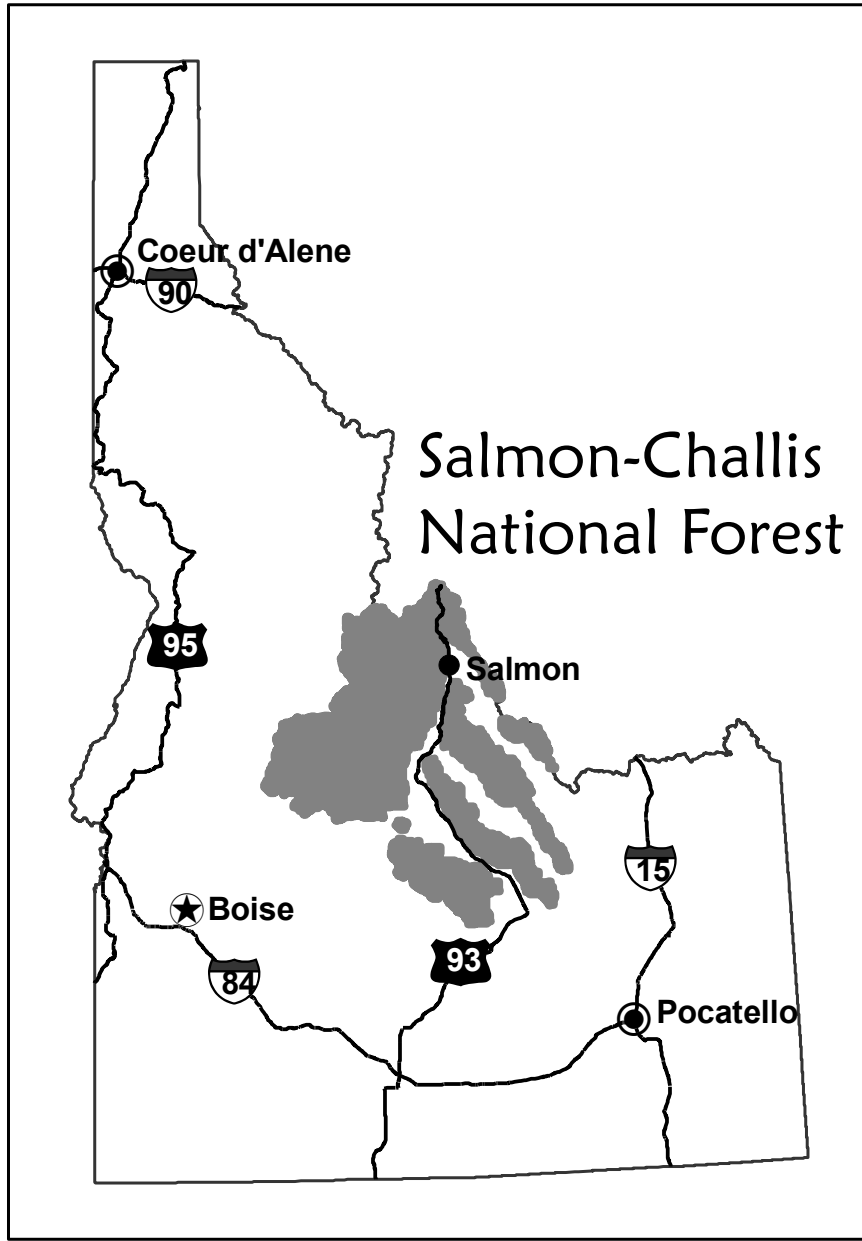 Coeur d'Alene
90
Salmon-Challis
National Forest
95
Salmon
15
Boise
93
84
Pocatello